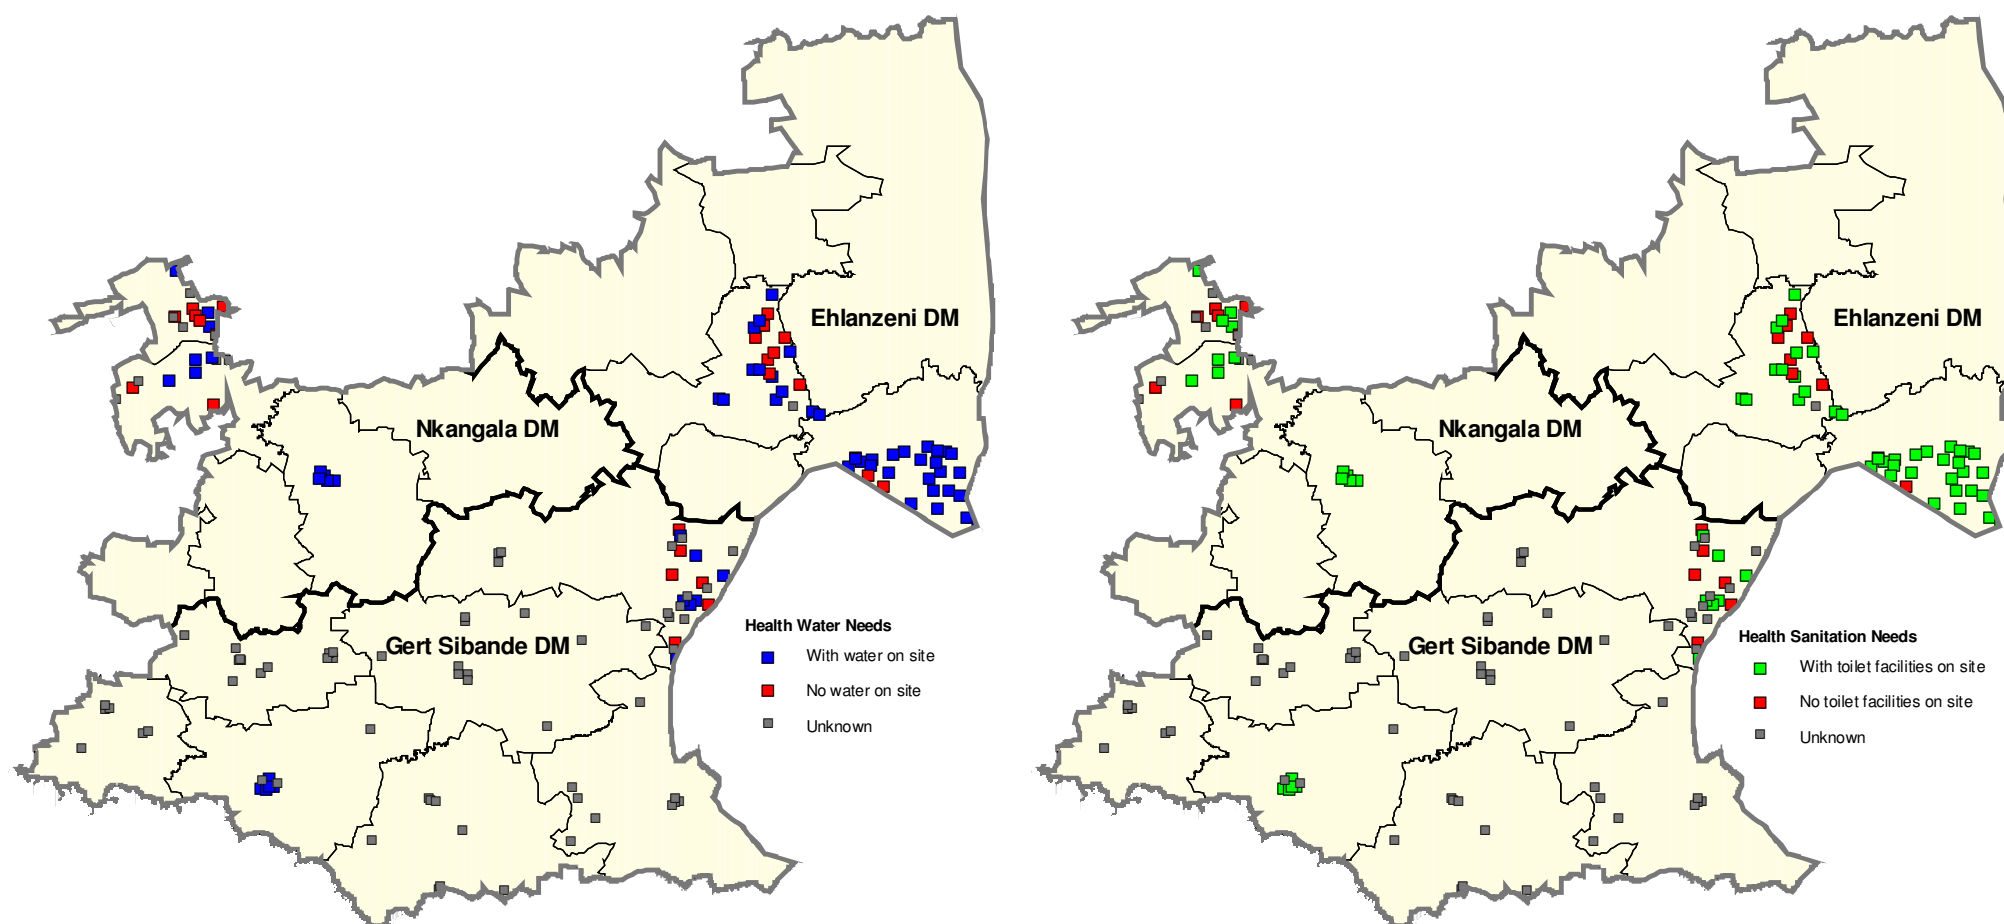 Ehlanzeni DM
Nkangala DM
Gert Sibande DM
Health Water Needs
With water on site
No water on site
Unknown
Ehlanzeni DM
Nkangala DM
Gert Sibande DM
Health Sanitation Needs
With toilet facilities on site
No toilet facilities on site
Unknown